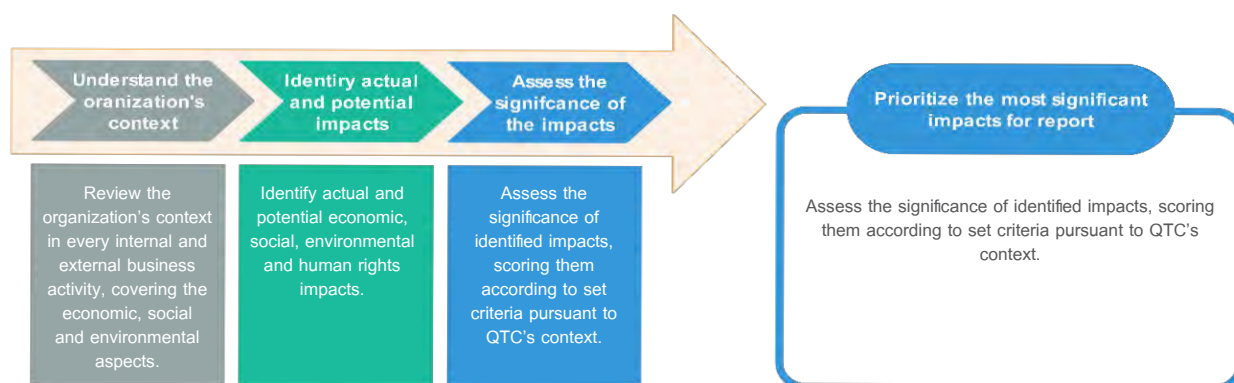 Understand the
oranization's
context
Identiry actual
and potential
impacts
Assess the
signifcance of
the impacts
Prioritize the most significant
impacts for report
Review the
organization's context
in every internal and
external business
activity, covering the
economic, social
and environmental
aspects.
Identify actual and
potential economic,
social, environmental
and human rights
impacts.
Assess the
significance of
identified impacts,
scoring them
according to set
criteria pursuant to
QTC's context.
Assess the significance of identified impacts, scoring
them according to set criteria pursuant to QTC's
context.